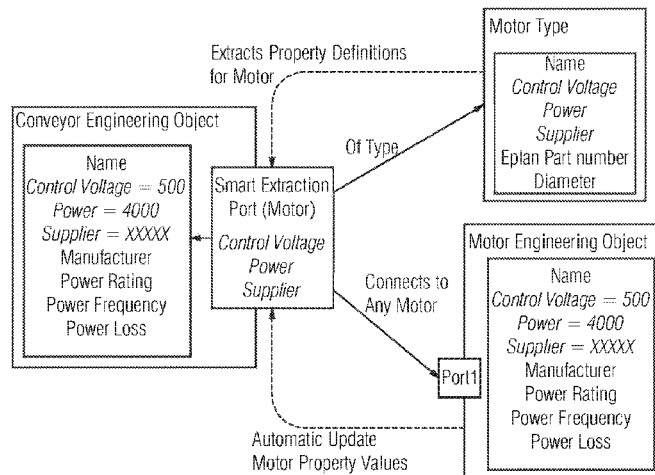 Motor Type
Name
Control Voltage
Power
Supplier
Eplan Part number
Diameter
Extracts Property Definitions
for Motor
Of Type
Conveyor Engineering Object
Name
Control Voltage = 500
Power = 4000
Supplier = XXXXX
Manufacturer
Power Rating
Power Frequency
Power Loss
Smart Extraction
Port (Motor)
Control Voltage
Power
Supplier
Connects to
Any Motor
Motor Engineering Object
Name
Control Voltage = 500
Power = 4000
Supplier = XXXXX
Manufacturer
Power Rating
Power Frequency
Power Loss
Port1
Automatic Update
Motor Property Values